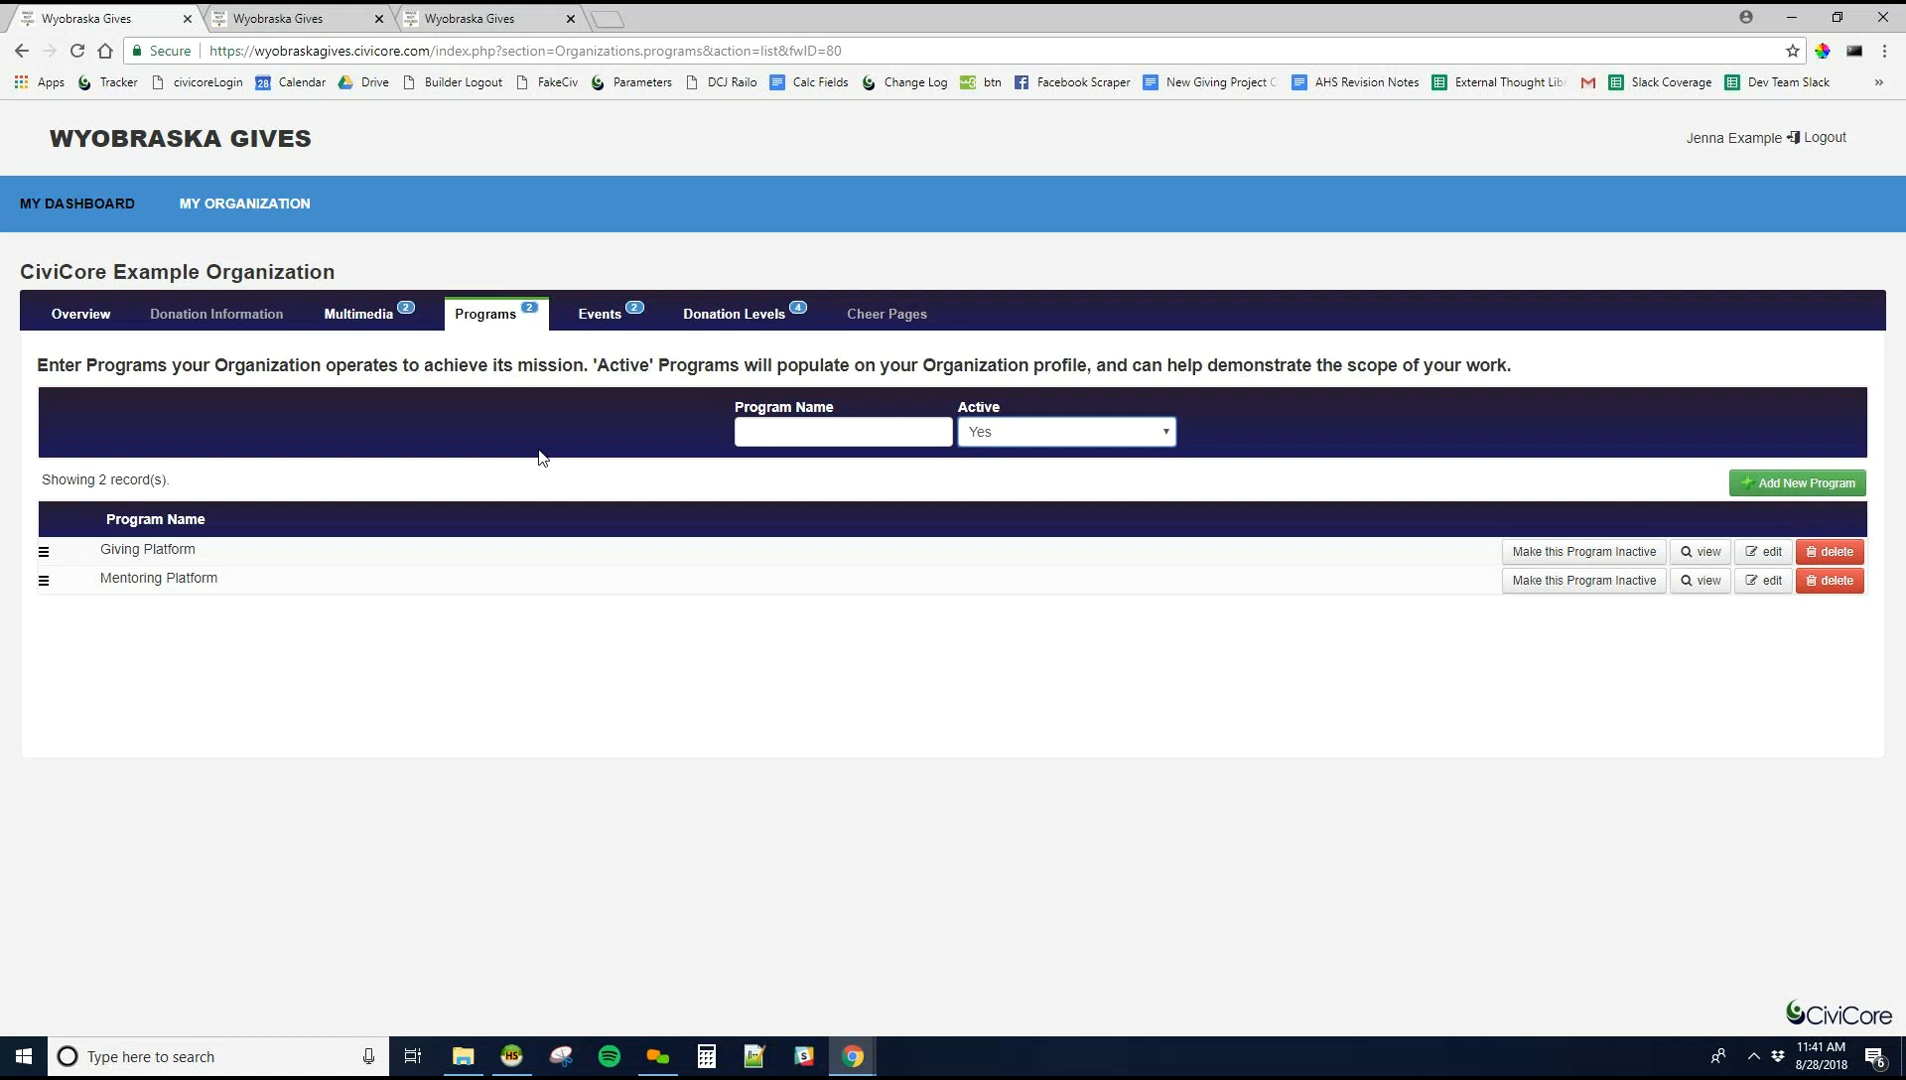 Wyobraska Gives
Wyobraska Gives
Wyobraska Gives
Secure https://wyobraskagives.civicore.com/index.php?section=Organizations.programs&action=list&fwID=80
Apps Tracker civicoreLogin Calendar Drive Builder Logout FakeCiv Parameters DCJ Railo Calc Fields Change Log btn Facebook Scraper New Giving Project C AHS Revision Notes External Thought Lib Slack Coverage Dev Team Slack »
WYOBRASKA GIVES
Jenna Example Logout
MY DASHBOARD MY ORGANIZATION
CiviCore Example Organization
Overview Donation Information Multimedia 2 Programs 2 Events 2 Donation Levels 4 Cheer Pages
Enter Programs your Organization operates to achieve its mission. 'Active' Programs will populate on your Organization profile, and can help demonstrate the scope of your work.
Program Name Active
Yes
Showing 2 record(s).
Add New Program
Program Name
Giving Platform Make this Program Inactive view edit delete
Mentoring Platform Make this Program Inactive view edit delete
CiviCore
Type here to search
11:41 AM
8/28/2018
6